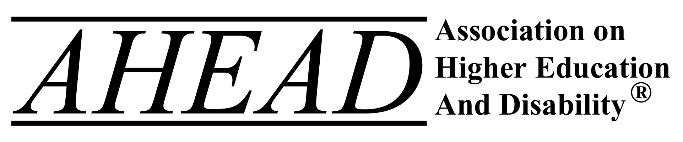 AHEAD
Association on
Higher Education
And Disability®